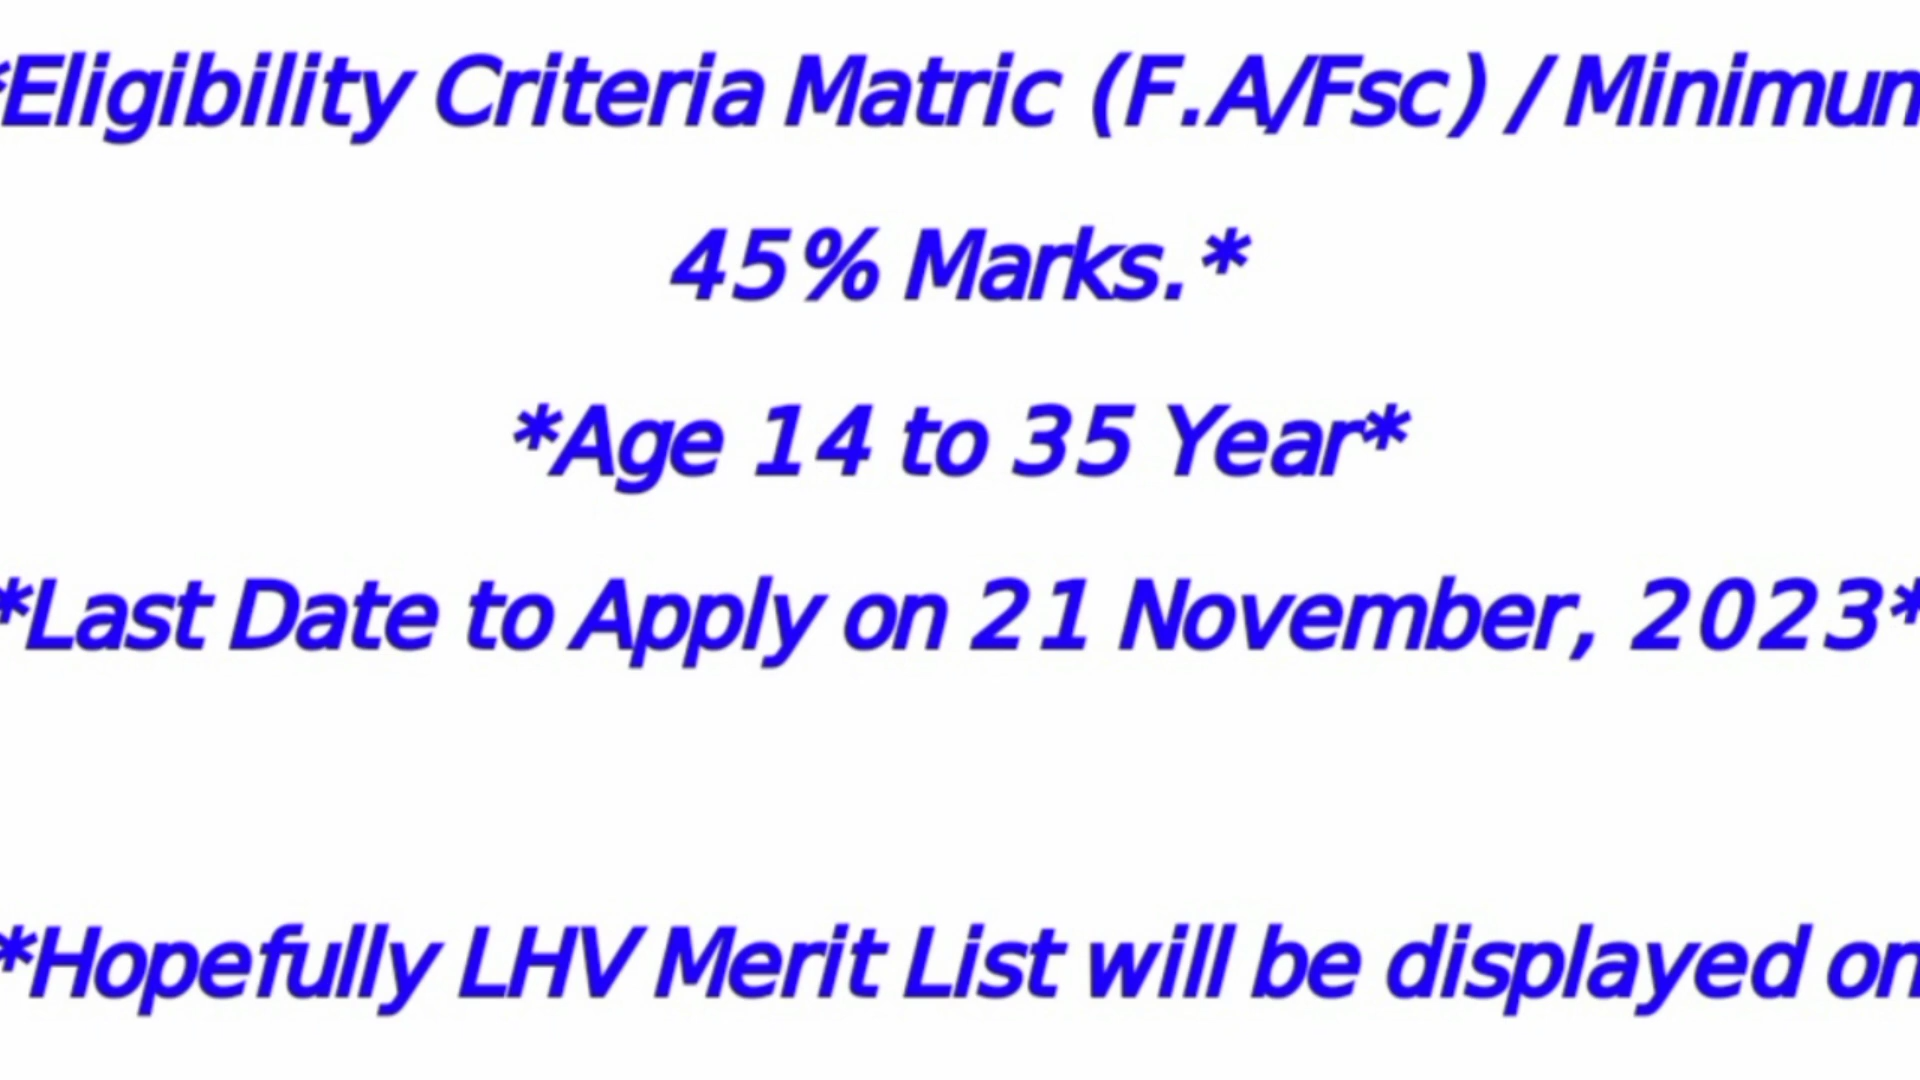 *Eligibility Criteria Matric (F.A/Fsc) / Minimum
45% Marks.*
*Age 14 to 35 Year*
*Last Date to Apply on 21 November, 2023*
*Hopefully LHV Merit List will be displayed on